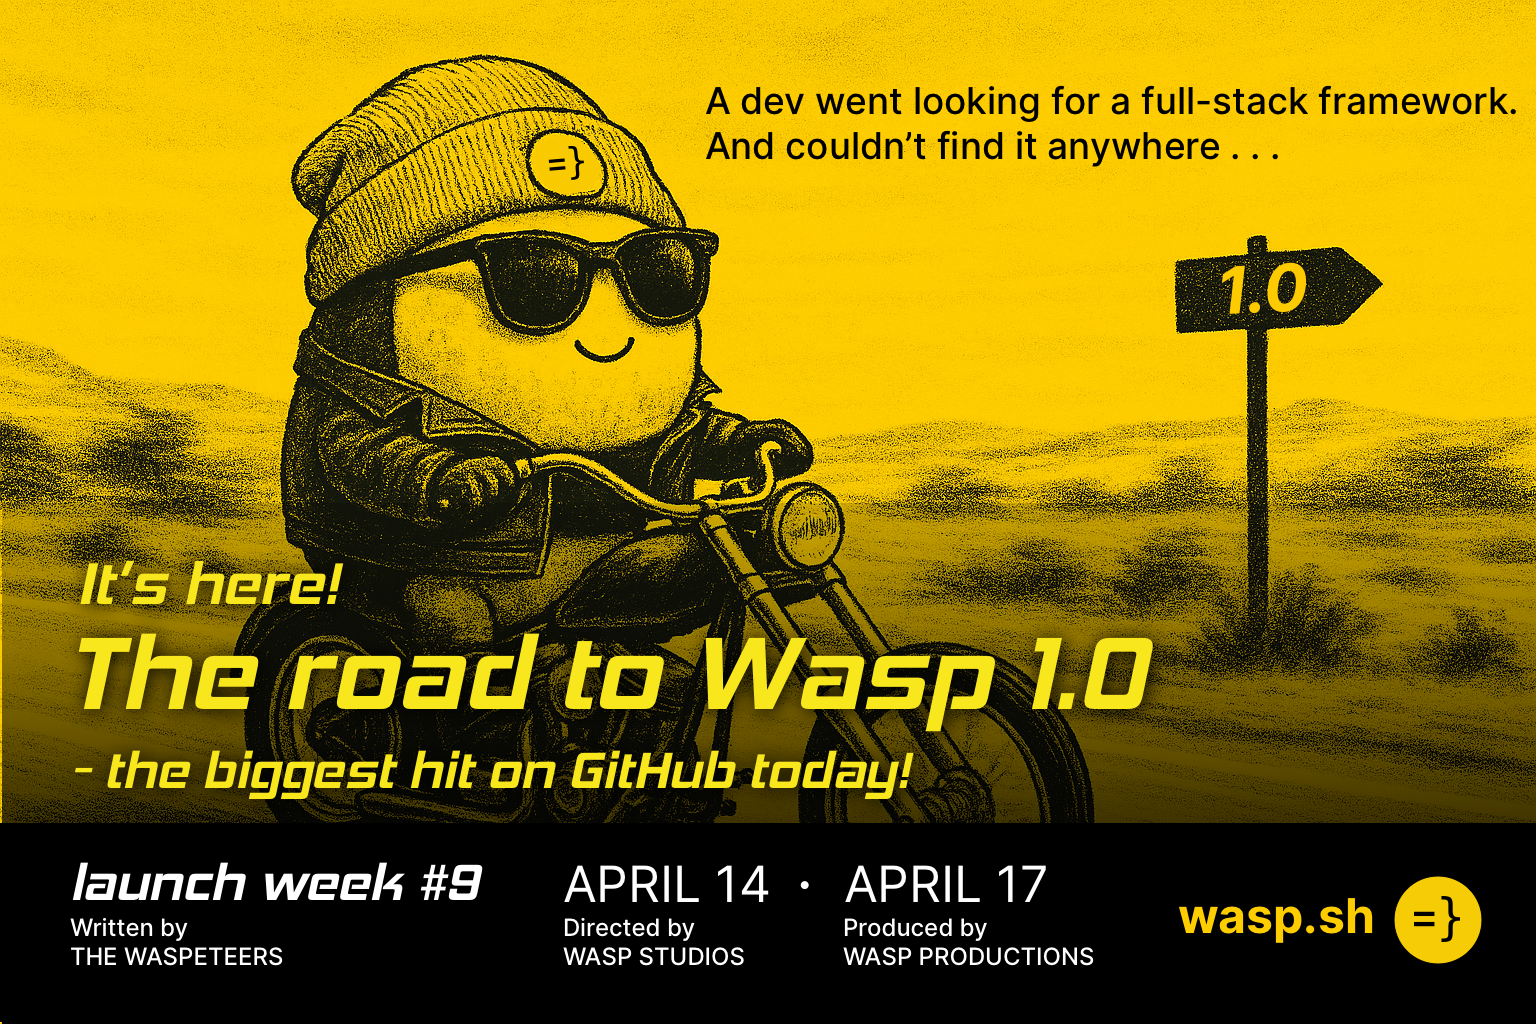 A dev went looking for a full-stack framework.
And couldn’t find it anywhere . . .
=}
1.0
It’s here!
The road to Wasp 1.0
- the biggest hit on GitHub today!
launch week #9
Written by
THE WASPETEERS
APRIL 14 · APRIL 17
Directed by
WASP STUDIOS
Produced by
WASP PRODUCTIONS
wasp.sh =}